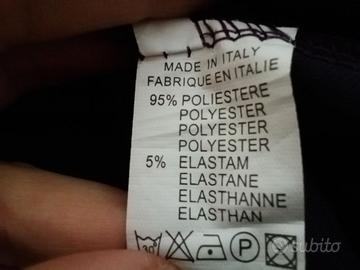 MADE IN ITALY
FABRIQUE EN ITALIE
95% POLIESTERE
POLYESTER
POLYESTER
POLYESTER
5% ELASTAM
ELASTANE
ELASTHANNE
ELASTHAN
30°
P
subito